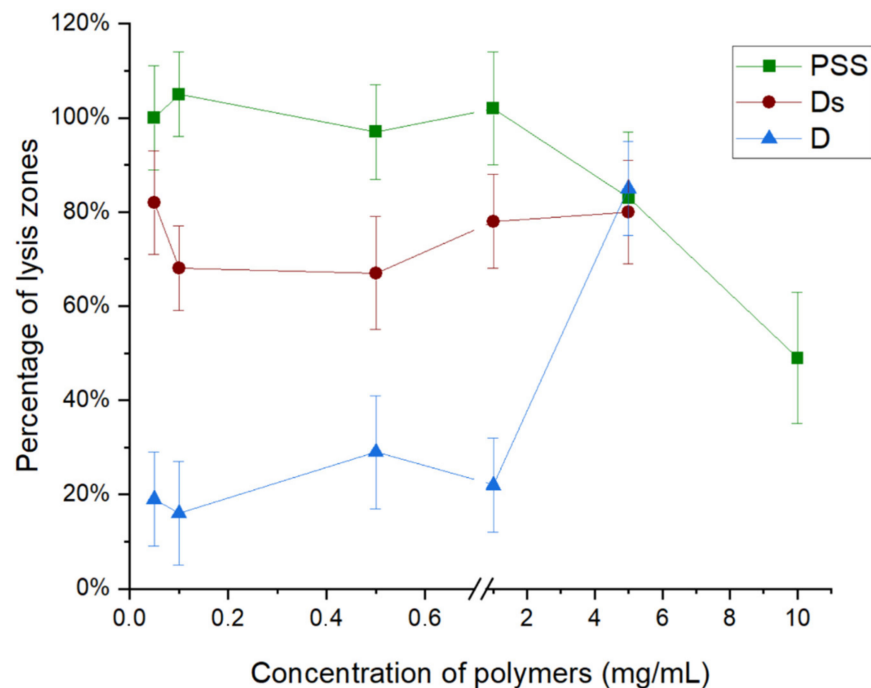 120%
100%
80%
60%
40%
20%
0%
Percentage of lysis zones
PSS
Ds
D
0.0 0.2 0.4 0.6 2 4 6 8 10
Concentration of polymers (mg/mL)